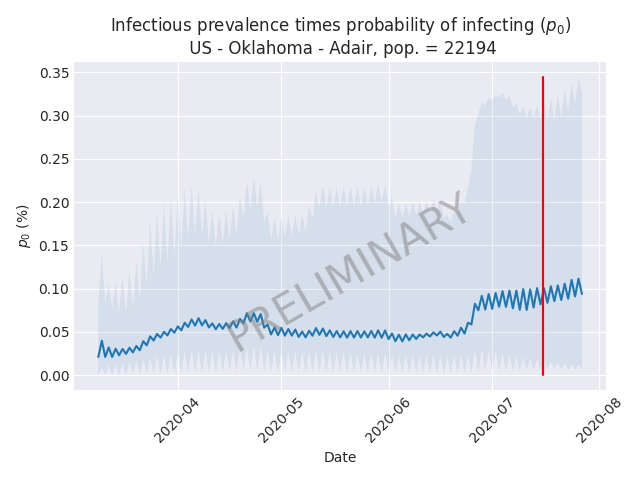 Infectious prevalence times probability of infecting (p₀)
US - Oklahoma - Adair, pop. = 22194
p₀ (%)
0.35
0.30
0.25
0.20
0.15
0.10
0.05
0.00
PRELIMINARY
2020-04
2020-05
2020-06
2020-07
2020-08
Date